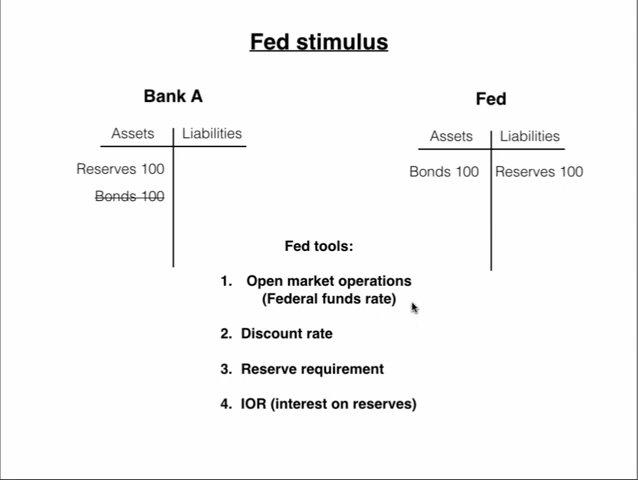 Fed stimulus
Bank A
Fed
Assets Liabilities
Assets Liabilities
Reserves 100
Bonds 100
Bonds 100 Reserves 100
Fed tools:
1. Open market operations
(Federal funds rate)
2. Discount rate
3. Reserve requirement
4. IOR (interest on reserves)